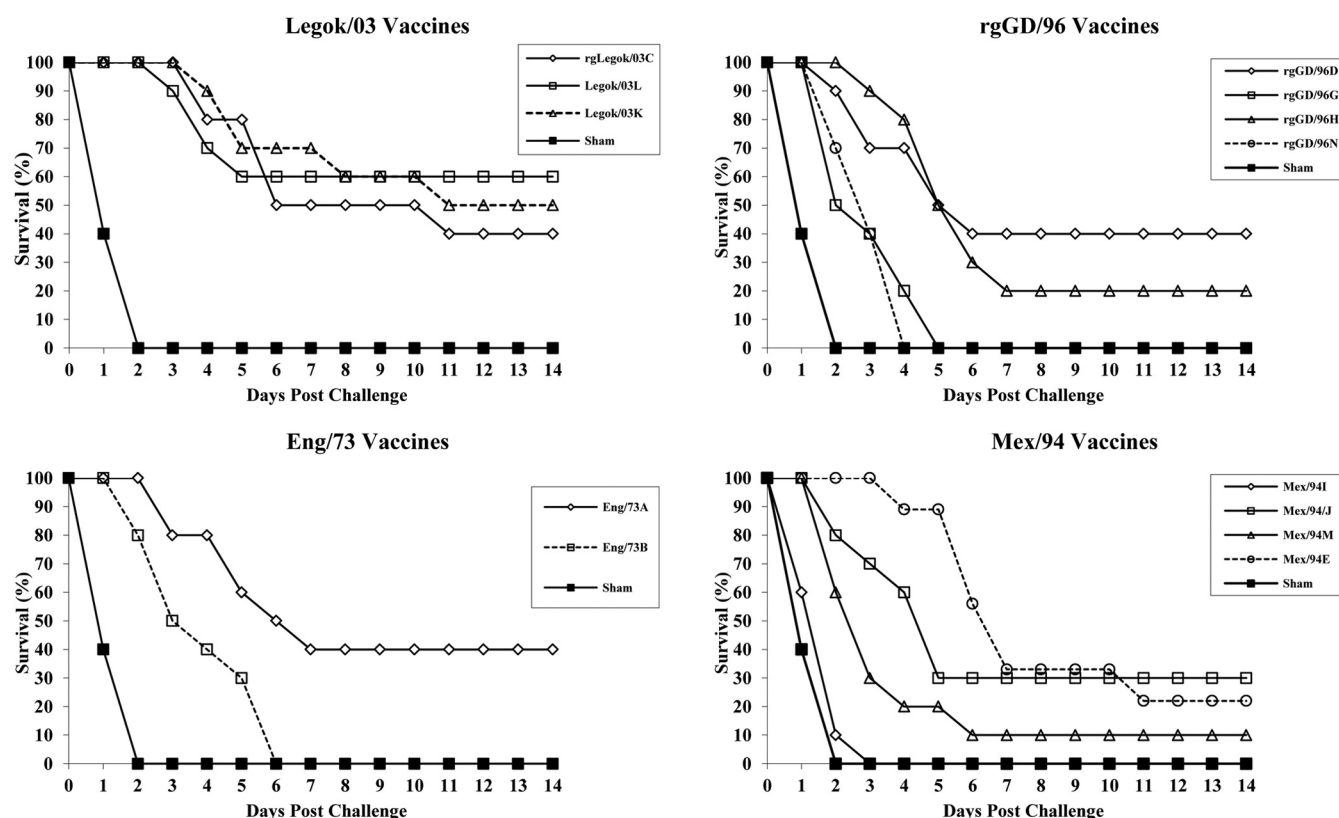 Legok/03 Vaccines
Survival (%)
100
90
80
70
60
50
40
30
20
10
0
0 1 2 3 4 5 6 7 8 9 10 11 12 13 14
Days Post Challenge
rgLegok/03C
Legok/03L
Legok/03K
Sham
rgGD/96 Vaccines
Survival (%)
100
90
80
70
60
50
40
30
20
10
0
0 1 2 3 4 5 6 7 8 9 10 11 12 13 14
Days Post Challenge
rgGD/96D
rgGD/96G
rgGD/96H
rgGD/96N
Sham
Eng/73 Vaccines
Survival (%)
100
90
80
70
60
50
40
30
20
10
0
0 1 2 3 4 5 6 7 8 9 10 11 12 13 14
Days Post Challenge
Eng/73A
Eng/73B
Sham
Mex/94 Vaccines
Survival (%)
100
90
80
70
60
50
40
30
20
10
0
0 1 2 3 4 5 6 7 8 9 10 11 12 13 14
Days Post Challenge
Mex/94I
Mex/94/J
Mex/94M
Mex/94E
Sham